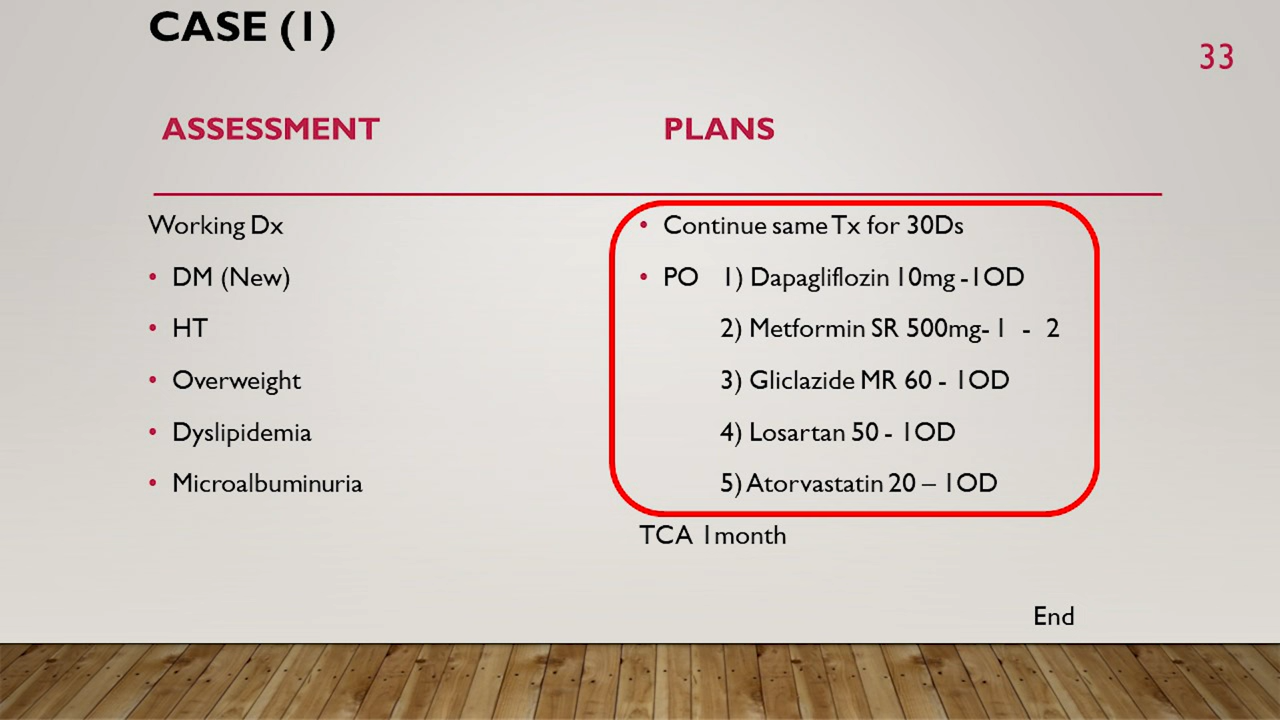 CASE (1)
33
ASSESSMENT
PLANS
Working Dx
• DM (New)
• HT
• Overweight
• Dyslipidemia
• Microalbuminuria
• Continue same Tx for 30Ds
• PO 1) Dapagliflozin 10mg -1OD
2) Metformin SR 500mg- 1 - 2
3) Gliclazide MR 60 - 1OD
4) Losartan 50 - 1OD
5) Atorvastatin 20 – 1OD
TCA 1month
End